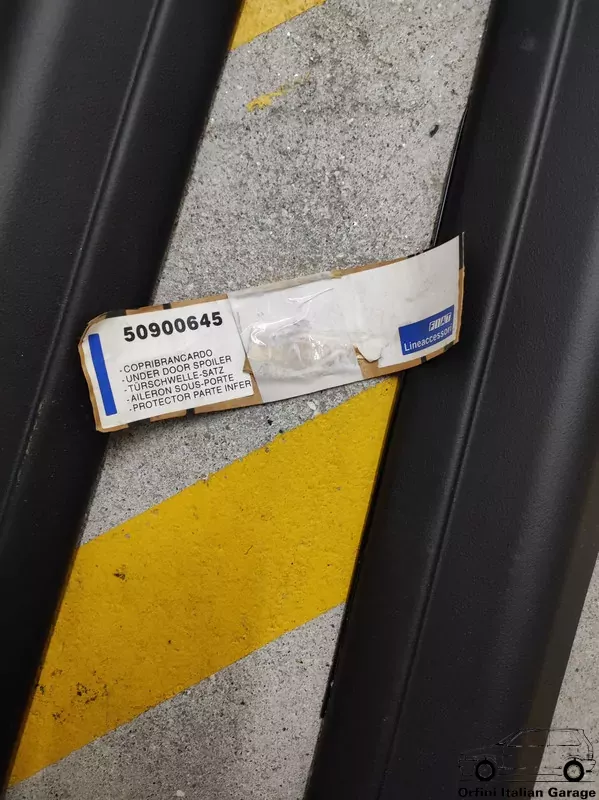 50900645
-COPRIBRANCARDO
-UNDER DOOR SPOILER
-TÜRSCHWELLE-SATZ
-AILERON SOUS-PORTE
-PROTECTOR PARTE INFER
FIAT
Lineaccessori
Orfini Italian Garage